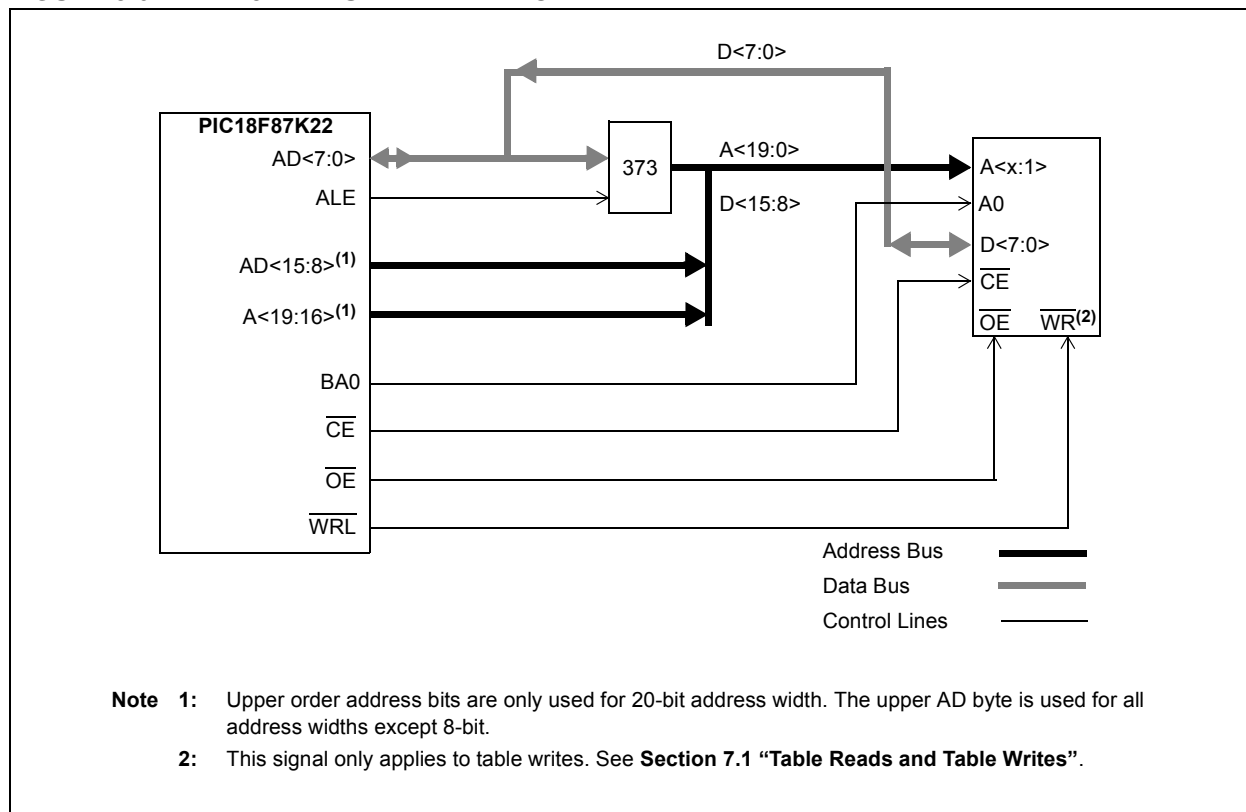 D<7:0>
PIC18F87K22
AD<7:0>
373
A<19:0>
A<x:1>
ALE
D<15:8>
A0
AD<15:8>(1)
D<7:0>
CE
A<19:16>(1)
OE WR(2)
BA0
CE
OE
WRL
Address Bus
Data Bus
Control Lines
Note 1: Upper order address bits are only used for 20-bit address width. The upper AD byte is used for all
address widths except 8-bit.
2: This signal only applies to table writes. See Section 7.1 “Table Reads and Table Writes”.